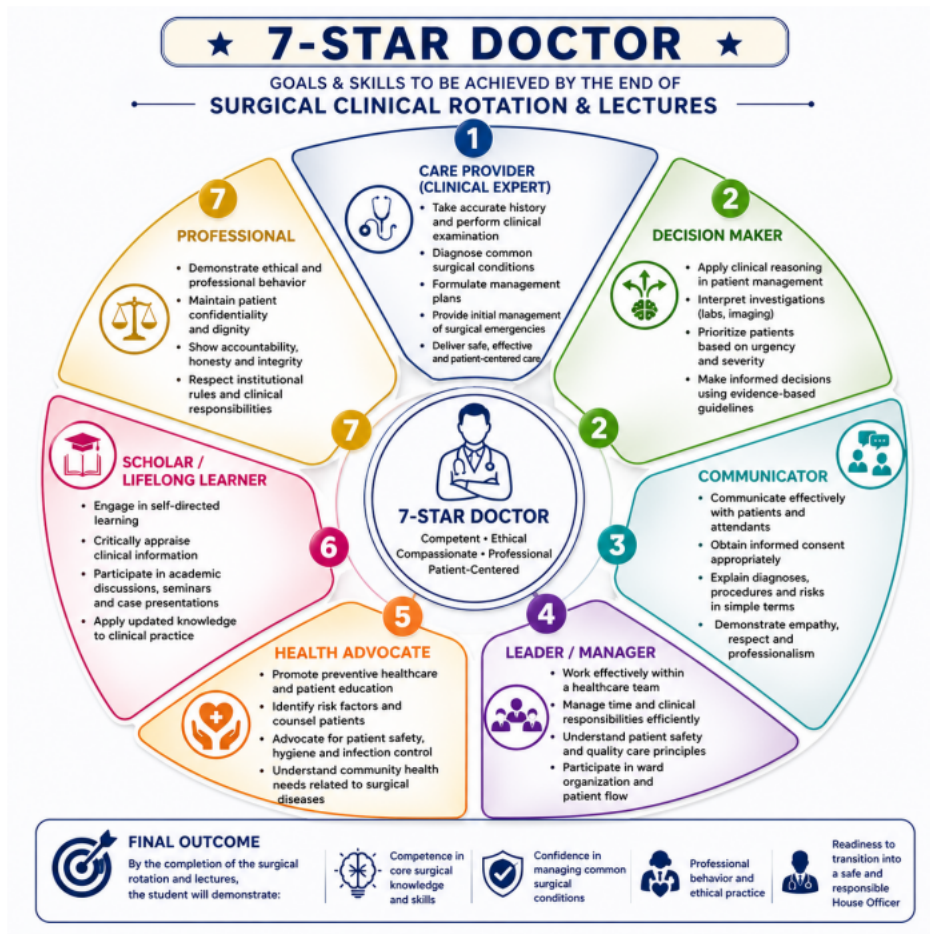 ★ 7-STAR DOCTOR ★
GOALS & SKILLS TO BE ACHIEVED BY THE END OF
SURGICAL CLINICAL ROTATION & LECTURES
1
CARE PROVIDER
(CLINICAL EXPERT)
• Take accurate history
and perform clinical
examination
• Diagnose common
surgical conditions
• Formulate management
plans
• Provide initial management
of surgical emergencies
• Deliver safe, effective
and patient-centered care
2
DECISION MAKER
• Apply clinical reasoning
in patient management
• Interpret investigations
(labs, imaging)
• Prioritize patients
based on urgency
and severity
• Make informed decisions
using evidence-based
guidelines
2
COMMUNICATOR
• Communicate effectively
with patients and
attendants
• Obtain informed consent
appropriately
• Explain diagnoses,
procedures and risks
in simple terms
• Demonstrate empathy,
respect and
professionalism
3
4
LEADER / MANAGER
• Work effectively within
a healthcare team
• Manage time and clinical
responsibilities efficiently
• Understand patient safety
and quality care principles
• Participate in ward
organization and
patient flow
5
HEALTH ADVOCATE
• Promote preventive healthcare
and patient education
• Identify risk factors and
counsel patients
• Advocate for patient safety,
hygiene and infection control
• Understand community health
needs related to surgical
diseases
6
SCHOLAR /
LIFELONG LEARNER
• Engage in self-directed
learning
• Critically appraise
clinical information
• Participate in academic
discussions, seminars
and case presentations
• Apply updated knowledge
to clinical practice
7
PROFESSIONAL
• Demonstrate ethical and
professional behavior
• Maintain patient
confidentiality
and dignity
• Show accountability,
honesty and integrity
• Respect institutional
rules and clinical
responsibilities
7
7-STAR DOCTOR
Competent • Ethical
Compassionate • Professional
Patient-Centered
FINAL OUTCOME
By the completion of the surgical
rotation and lectures,
the student will demonstrate:
Competence in
core surgical
knowledge
and skills
Confidence in
managing common
surgical
conditions
Professional
behavior and
ethical practice
Readiness to
transition into
a safe and
responsible
House Officer